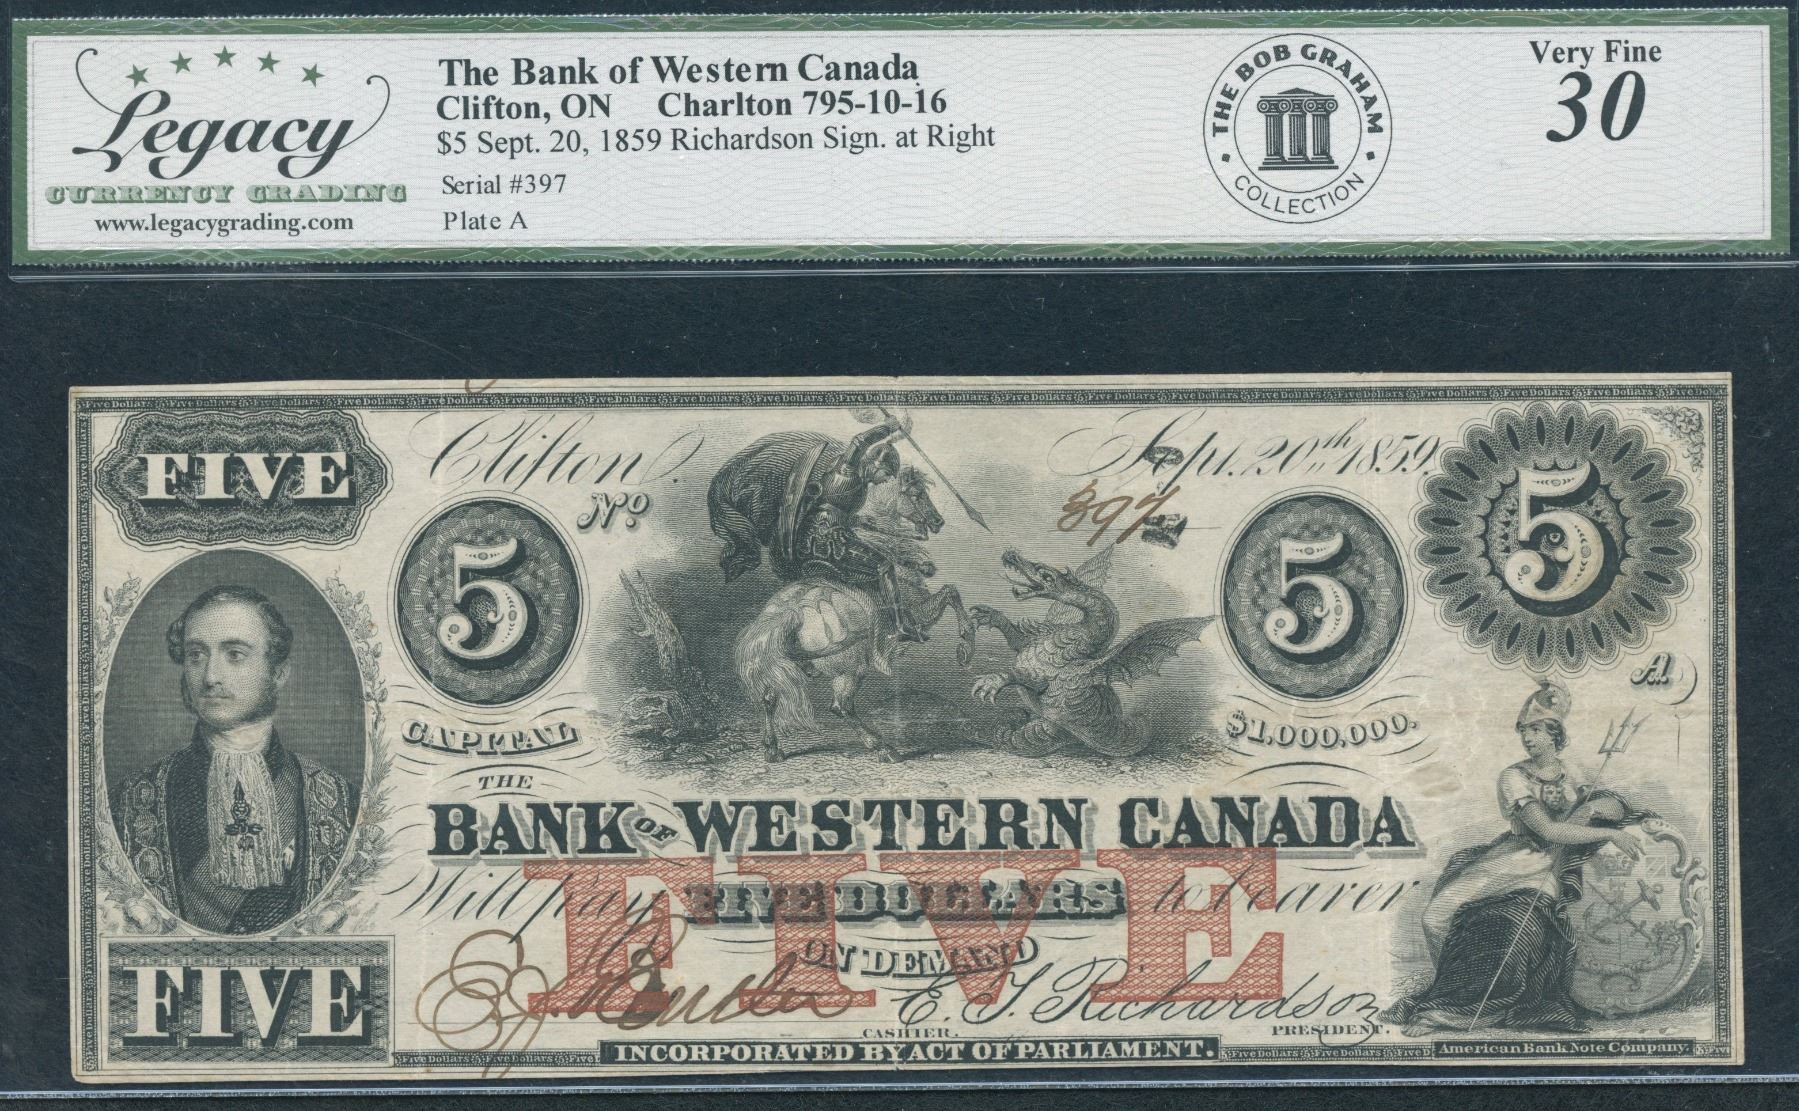 Legacy
CURRENCY GRADING
www.legacygrading.com
The Bank of Western Canada
Clifton, ON Charlton 795-10-16
$5 Sept. 20, 1859 Richardson Sign. at Right
Serial #397
Plate A
THE BOB GRAHAM
COLLECTION
Very Fine
30
FIVE
Clifton
Sept. 20th 1859
No
397
5
5
5
A
CAPITAL
$1,000,000.
THE
BANK OF WESTERN CANADA
FIVE
Will pay FIVE DOLLARS to bearer
ON DEMAND
E. T. Richardson
CASHIER.
PRESIDENT.
FIVE
INCORPORATED BY ACT OF PARLIAMENT.
American Bank Note Company.